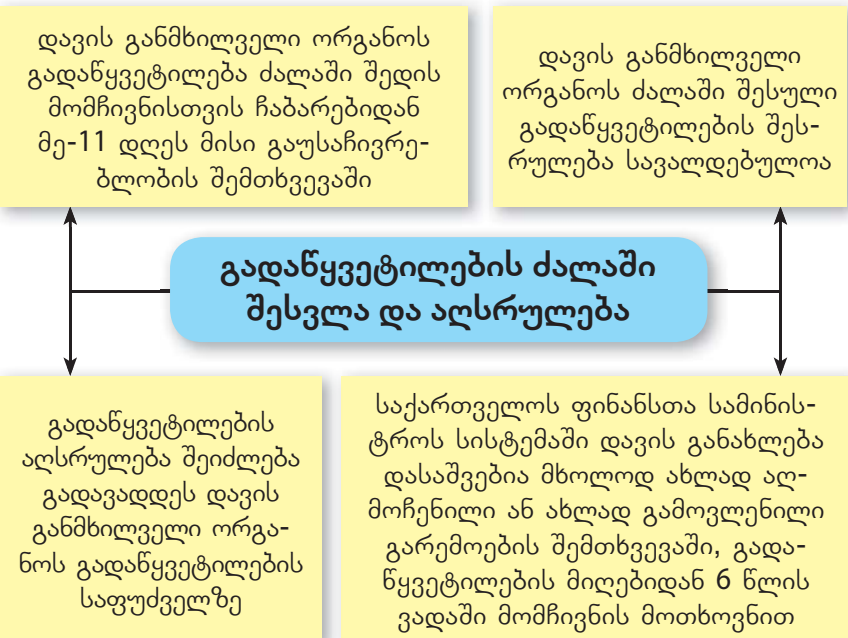 დავის განმხილველი ორგანოს
გადაწყვეტილება ძალაში შედის
მომჩივნისთვის ჩაბარებიდან
მე-11 დღეს მისი გაუსაჩივრე-
ბლობის შემთხვევაში
დავის განმხილველი
ორგანოს ძალაში შესული
გადაწყვეტილების შეს-
რულება სავალდებულოა
გადაწყვეტილების ძალაში
შესვლა და აღსრულება
გადაწყვეტილების
აღსრულება შეიძლება
გადავადდეს დავის
განმხილველი ორგა-
ნოს გადაწყვეტილების
საფუძველზე
საქართველოს ფინანსთა სამინის-
ტროს სისტემაში დავის განახლება
დასაშვებია მხოლოდ ახლად აღ-
მოჩენილი ან ახლად გამოვლენილი
გარემოების შემთხვევაში, გადა-
წყვეტილების მიღებიდან 6 წლის
ვადაში მომჩივნის მოთხოვნით